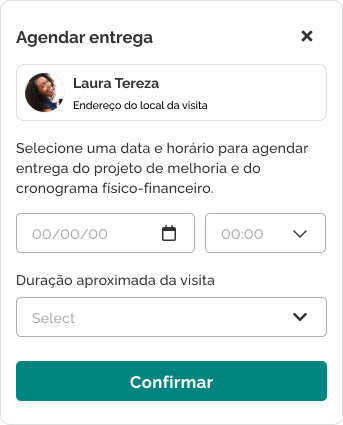 Agendar entrega
Laura Tereza
Endereço do local da visita
Selecione uma data e horário para agendar
entrega do projeto de melhoria e do
cronograma físico-financeiro.
00/00/00
00:00
Duração aproximada da visita
Select
Confirmar